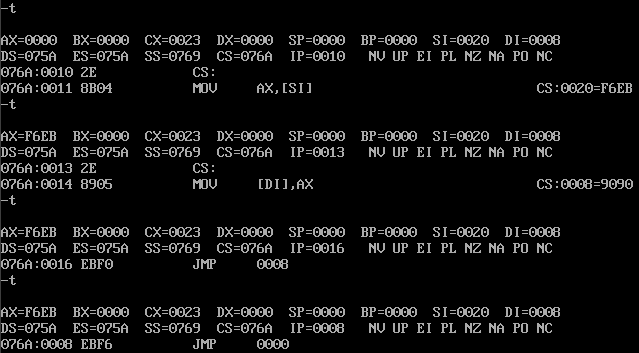 -t
AX=0000 BX=0000 CX=0023 DX=0000 SP=0000 BP=0000 SI=0020 DI=0008
DS=075A ES=075A SS=0769 CS=076A IP=0010 NV UP EI PL NZ NA PO NC
076A:0010 2E CS:
076A:0011 8B04 MOV AX,[SI] CS:0020=F6EB
-t
AX=F6EB BX=0000 CX=0023 DX=0000 SP=0000 BP=0000 SI=0020 DI=0008
DS=075A ES=075A SS=0769 CS=076A IP=0013 NV UP EI PL NZ NA PO NC
076A:0013 2E CS:
076A:0014 8905 MOV [DI],AX CS:0008=9090
-t
AX=F6EB BX=0000 CX=0023 DX=0000 SP=0000 BP=0000 SI=0020 DI=0008
DS=075A ES=075A SS=0769 CS=076A IP=0016 NV UP EI PL NZ NA PO NC
076A:0016 EBF0 JMP 0008
-t
AX=F6EB BX=0000 CX=0023 DX=0000 SP=0000 BP=0000 SI=0020 DI=0008
DS=075A ES=075A SS=0769 CS=076A IP=0008 NV UP EI PL NZ NA PO NC
076A:0008 EBF6 JMP 0000